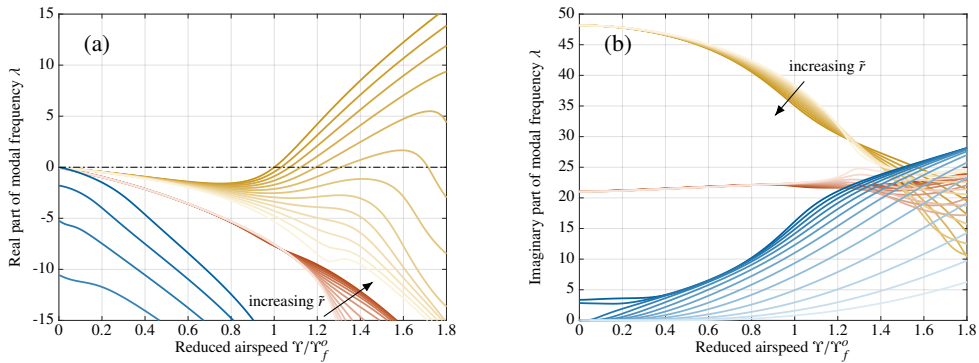 (a)
Real part of modal frequency λ
15
10
5
0
-5
-10
-15
increasing r̃
0 0.2 0.4 0.6 0.8 1 1.2 1.4 1.6 1.8
Reduced airspeed ϒ/ϒ_f^o
(b)
Imaginary part of modal frequency λ
50
45
40
35
30
25
20
15
10
5
0
increasing r̃
0 0.2 0.4 0.6 0.8 1 1.2 1.4 1.6 1.8
Reduced airspeed ϒ/ϒ_f^o